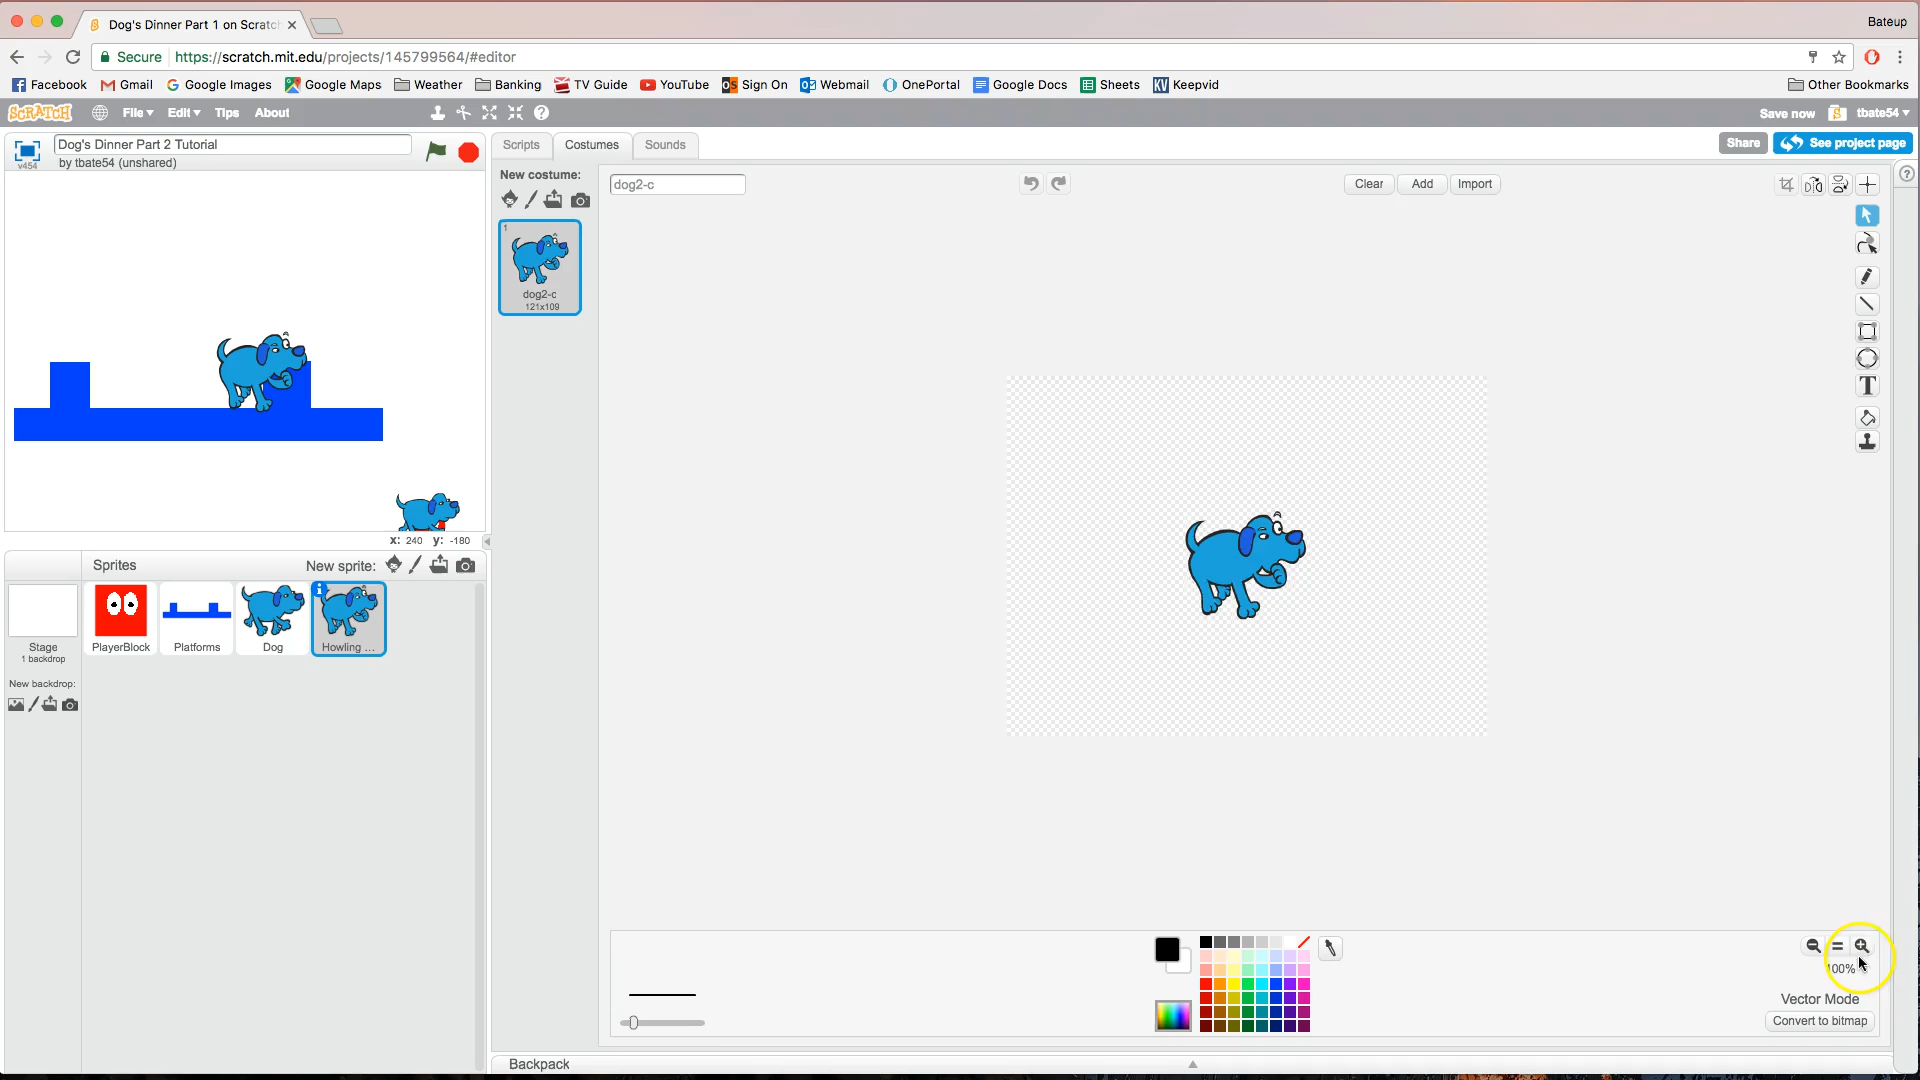 Dog's Dinner Part 1 on Scratch
Bateup
Secure https://scratch.mit.edu/projects/145799564/#editor
Facebook Gmail Google Images Google Maps Weather Banking TV Guide YouTube Sign On Webmail OnePortal Google Docs Sheets Keepvid Other Bookmarks
SCRATCH File Edit Tips About Save now tbate54
Dog's Dinner Part 2 Tutorial
by tbate54 (unshared)
v454
Scripts Costumes Sounds
Share See project page
New costume:
dog2-c
Clear Add Import
1
dog2-c
121x109
T
x: 240 y: -180
Sprites New sprite:
PlayerBlock Platforms Dog Howling ...
Stage
1 backdrop
New backdrop:
100%
Vector Mode
Convert to bitmap
Backpack